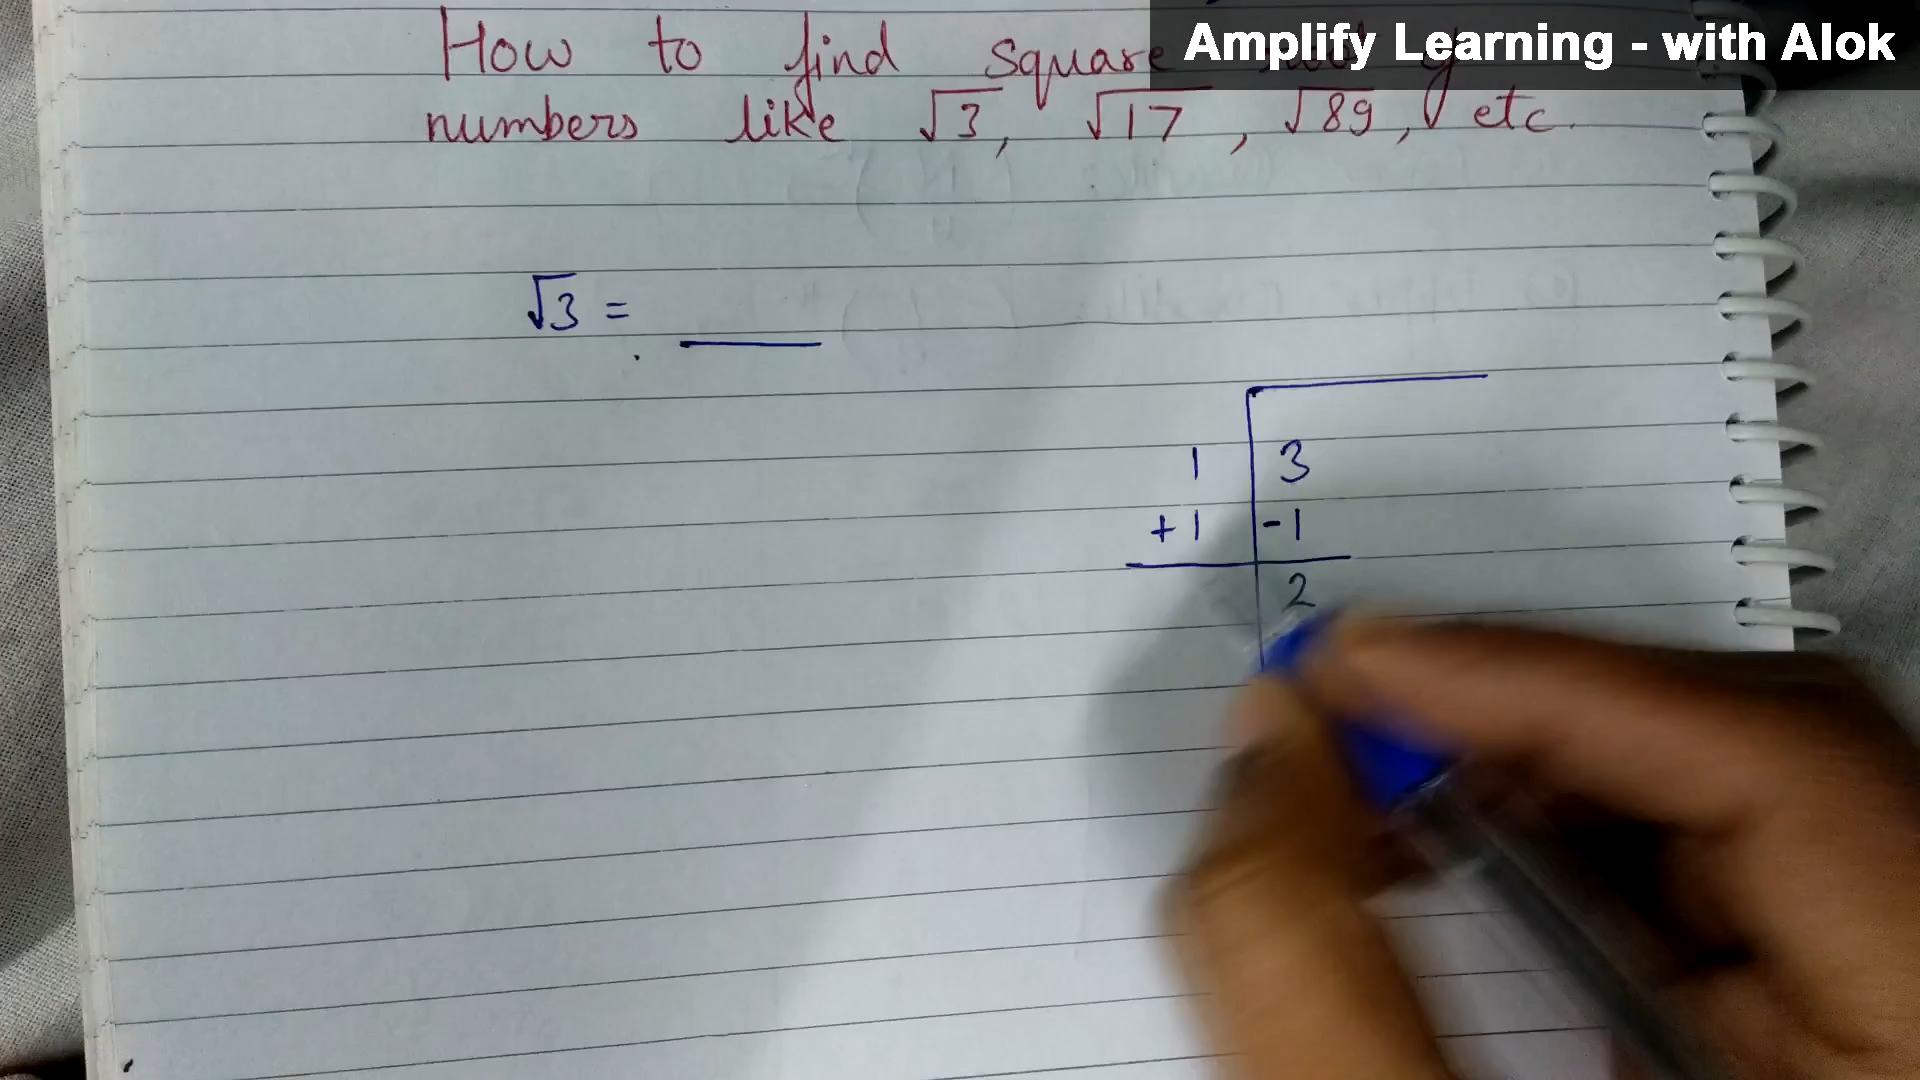 How to find square
Amplify Learning - with Alok
numbers like √3, √17, √89, etc.
√3 =
1 3
+1 -1
2